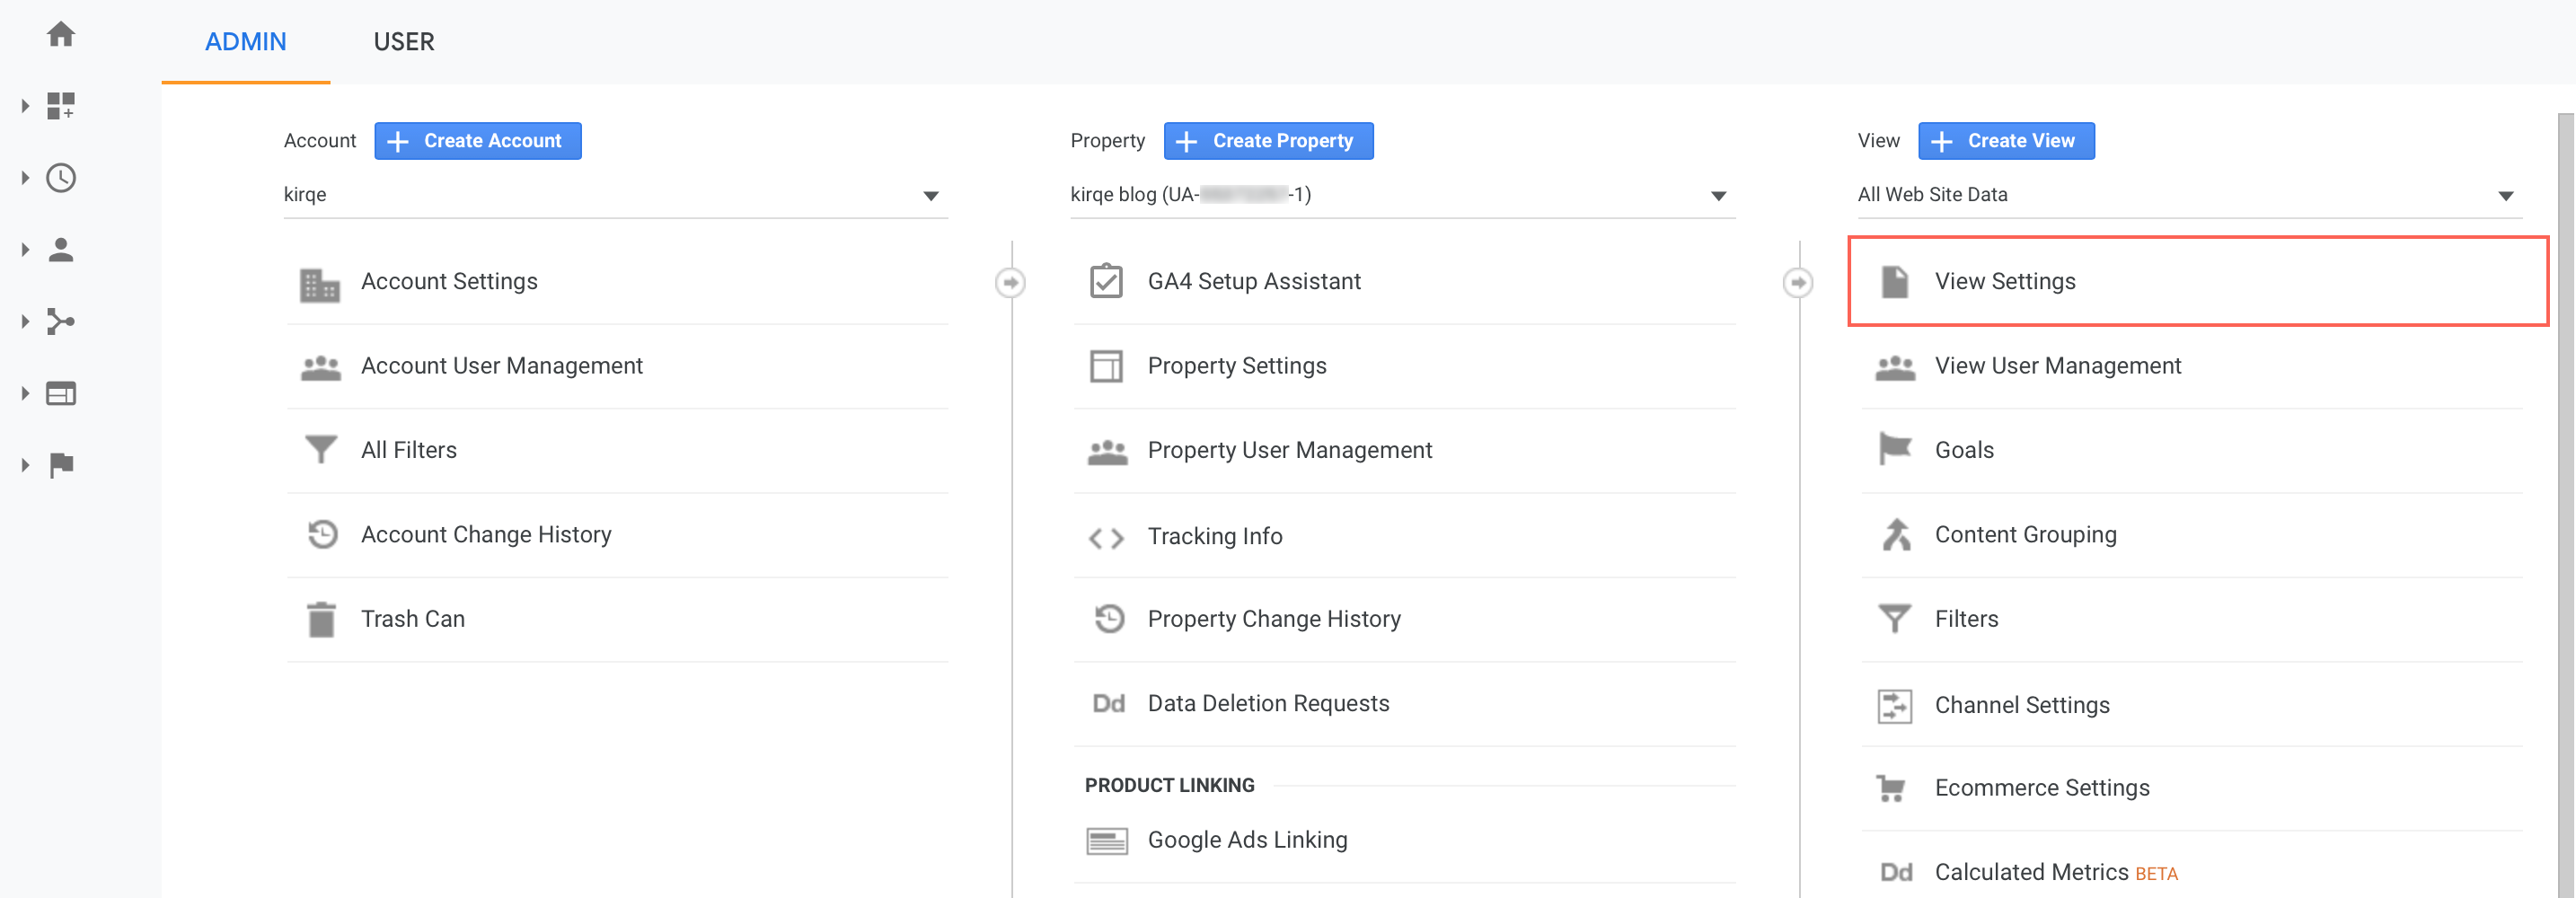 ADMIN
USER
Account
Create Account
kirqe
Account Settings
Account User Management
All Filters
Account Change History
Trash Can
Property
Create Property
kirqe blog (UA- -1)
GA4 Setup Assistant
Property Settings
Property User Management
Tracking Info
Property Change History
Dd Data Deletion Requests
PRODUCT LINKING
Google Ads Linking
View
Create View
All Web Site Data
View Settings
View User Management
Goals
Content Grouping
Filters
Channel Settings
Ecommerce Settings
Dd Calculated Metrics BETA